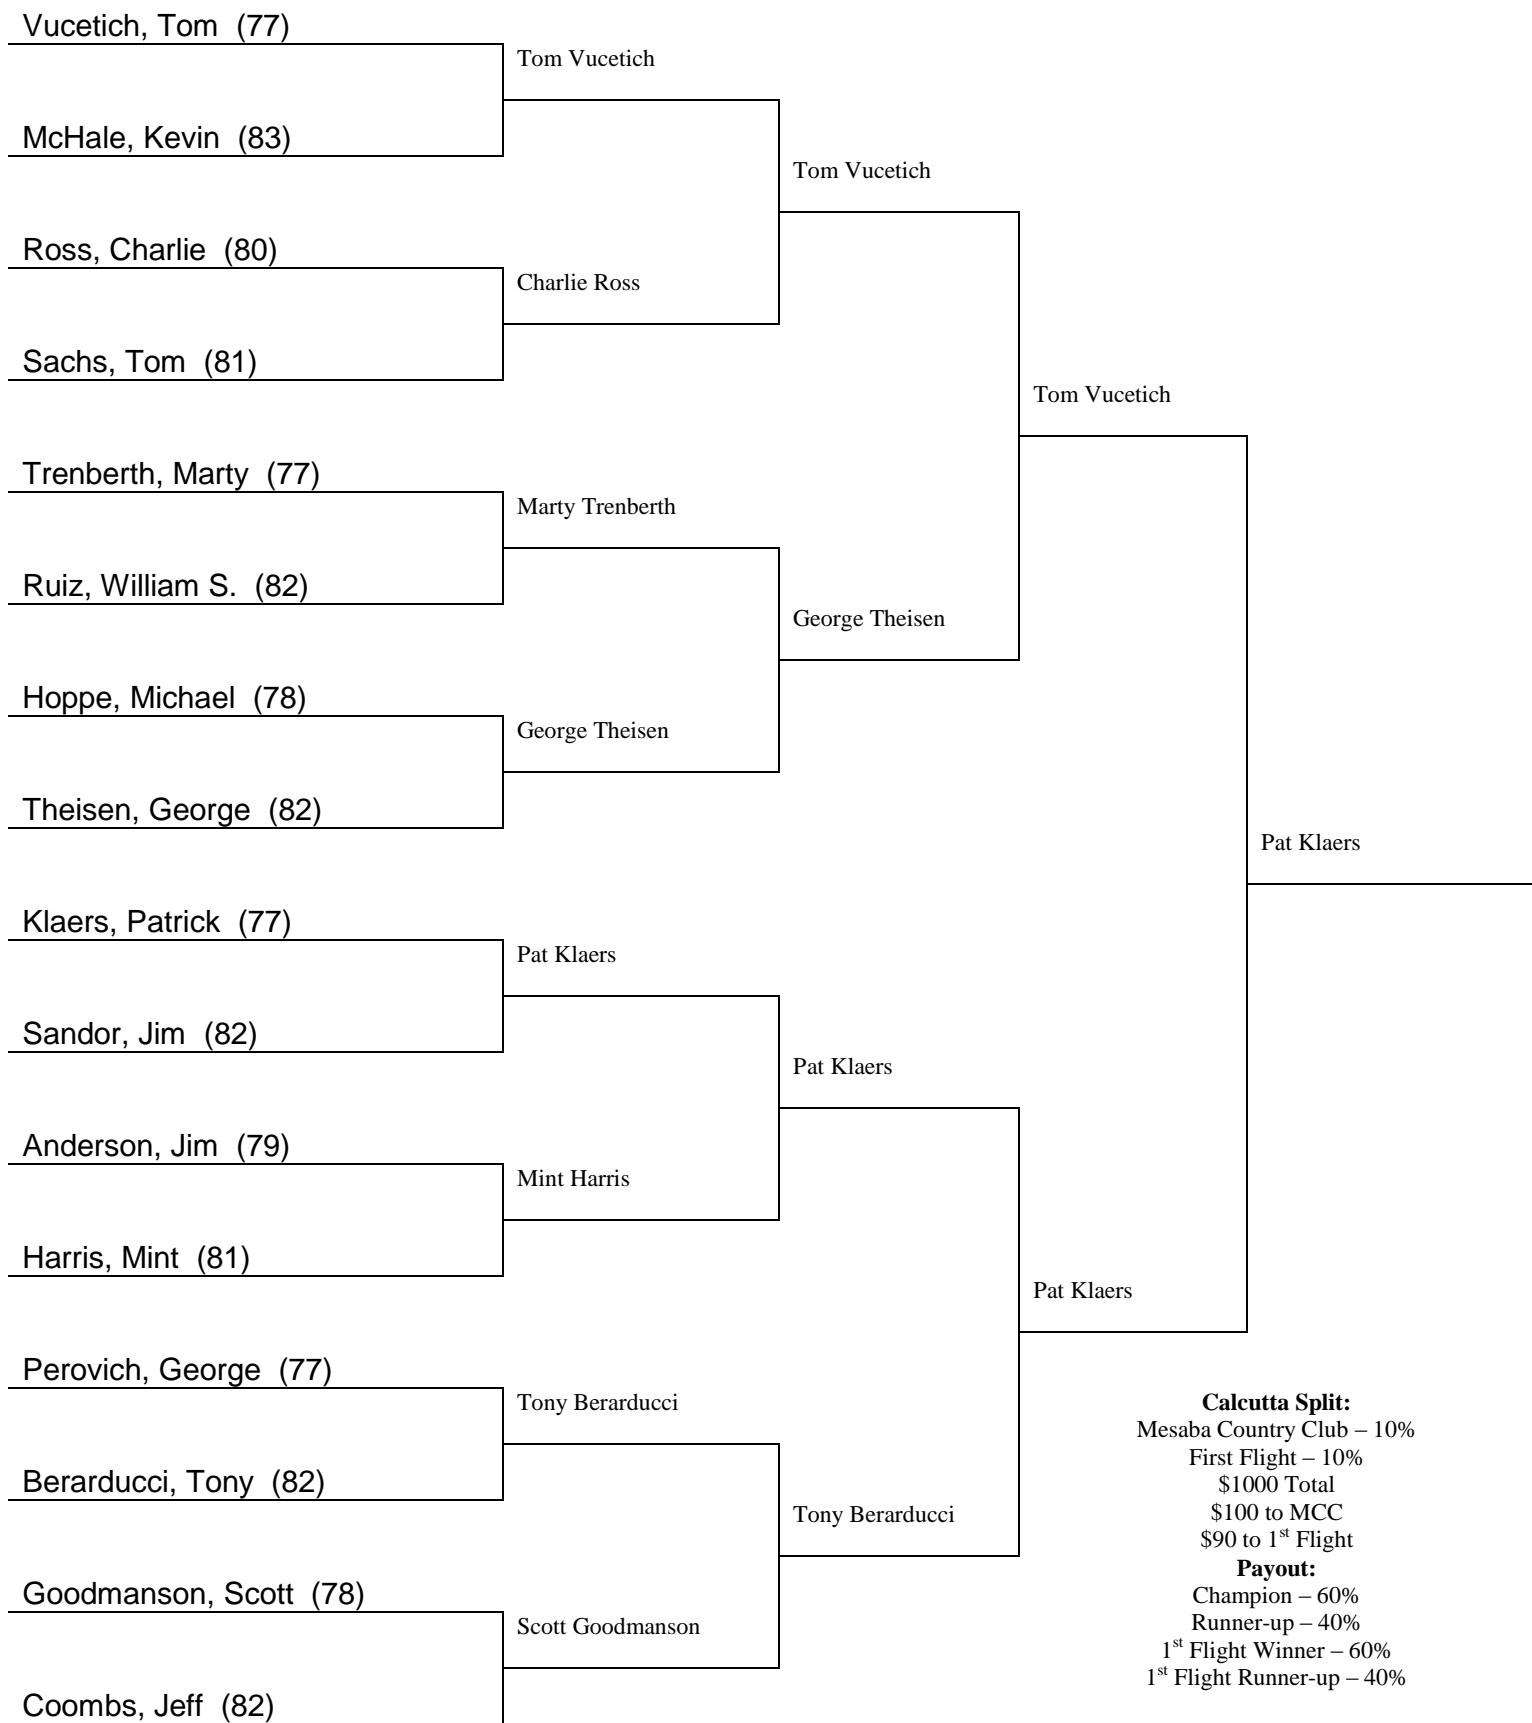 Vucetich, Tom (77)
Tom Vucetich
McHale, Kevin (83)
Tom Vucetich
Ross, Charlie (80)
Charlie Ross
Sachs, Tom (81)
Tom Vucetich
Trenberth, Marty (77)
Marty Trenberth
Ruiz, William S. (82)
George Theisen
Hoppe, Michael (78)
George Theisen
Theisen, George (82)
Pat Klaers
Klaers, Patrick (77)
Pat Klaers
Sandor, Jim (82)
Pat Klaers
Anderson, Jim (79)
Mint Harris
Harris, Mint (81)
Pat Klaers
Perovich, George (77)
Tony Berarducci
Berarducci, Tony (82)
Tony Berarducci
Goodmanson, Scott (78)
Scott Goodmanson
Coombs, Jeff (82)
Calcutta Split:
Mesaba Country Club – 10%
First Flight – 10%
$1000 Total
$100 to MCC
$90 to 1st Flight
Payout:
Champion – 60%
Runner-up – 40%
1st Flight Winner – 60%
1st Flight Runner-up – 40%